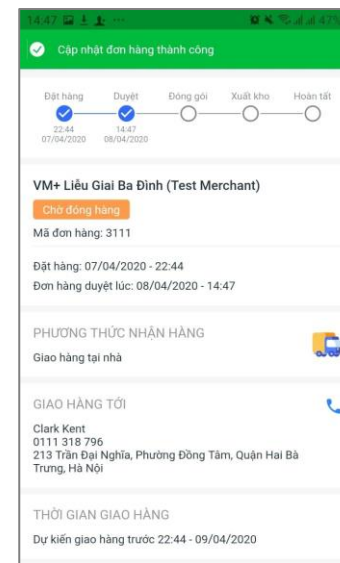 14:47 ... 47%
Cập nhật đơn hàng thành công
Đặt hàng Duyệt Đóng gói Xuất kho Hoàn tất
22:44 14:47
07/04/2020 08/04/2020
VM+ Liễu Giai Ba Đình (Test Merchant)
Chờ đóng hàng
Mã đơn hàng: 3111
Đặt hàng: 07/04/2020 - 22:44
Đơn hàng duyệt lúc: 08/04/2020 - 14:47
PHƯƠNG THỨC NHẬN HÀNG
Giao hàng tại nhà
GIAO HÀNG TỚI
Clark Kent
0111 318 796
213 Trần Đại Nghĩa, Phường Đồng Tâm, Quận Hai Bà
Trưng, Hà Nội
THỜI GIAN GIAO HÀNG
Dự kiến giao hàng trước 22:44 - 09/04/2020